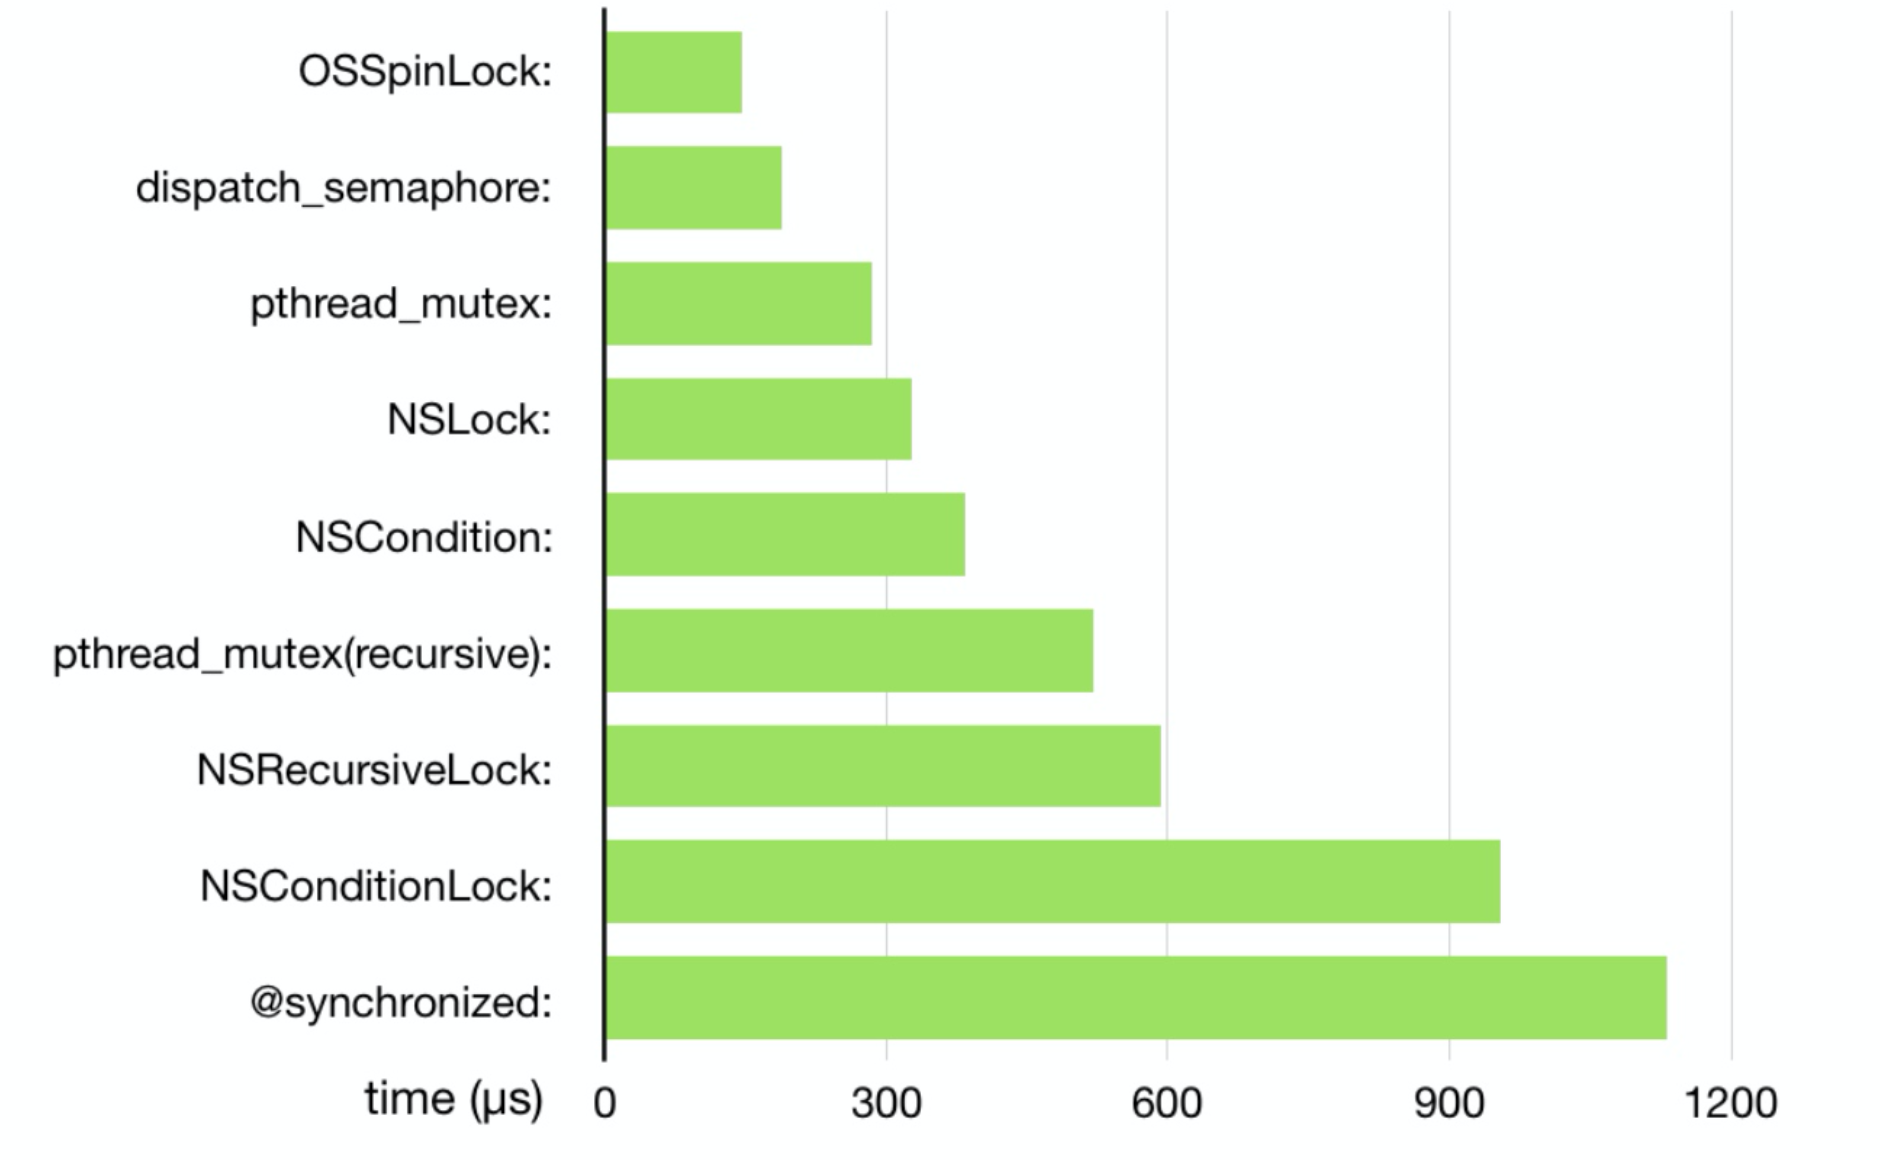 OSSpinLock:
dispatch_semaphore:
pthread_mutex:
NSLock:
NSCondition:
pthread_mutex(recursive):
NSRecursiveLock:
NSConditionLock:
@synchronized:
time (µs) 0 300 600 900 1200